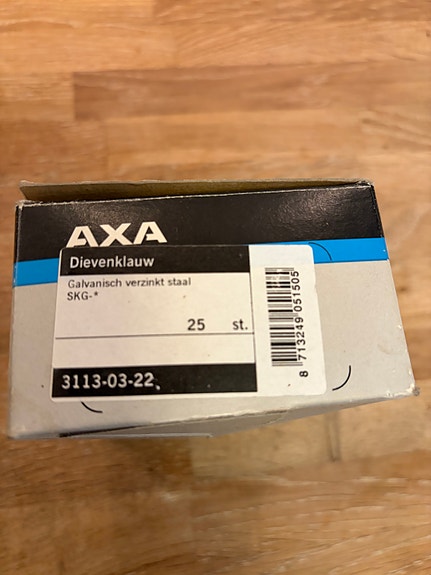 AXA
Dievenklauw
Galvanisch verzinkt staal
SKG-*
25 st.
3113-03-22
8 713249 051505